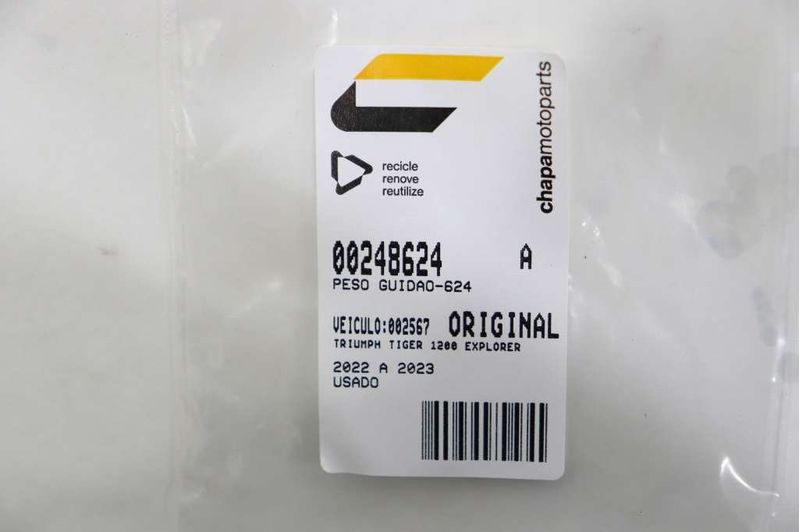 chapamotoparts
recicle
renove
reutilize
00248624 A
PESO GUIDAO-624
VEICULO:002567 ORIGINAL
TRIUMPH TIGER 1200 EXPLORER
2022 A 2023
USADO